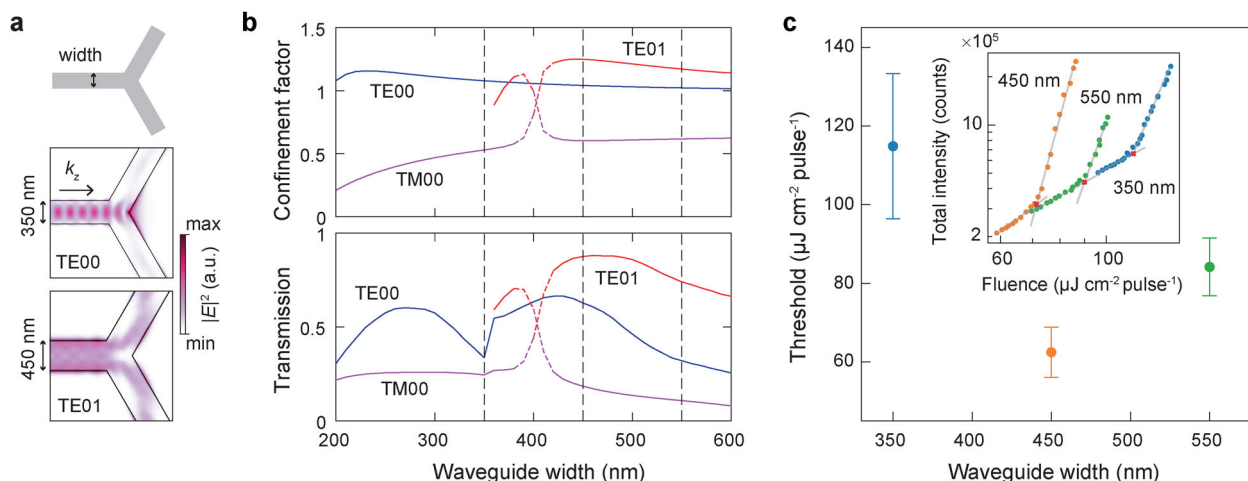 a
width
350 nm
k_z
TE00
450 nm
TE01
max
|E|² (a.u.)
min
b
Confinement factor
1.5
1
0.5
0
TE01
TE00
TM00
Transmission
1
0.5
0
TE01
TE00
TM00
200
300
400
500
600
Waveguide width (nm)
c
Threshold (μJ cm⁻² pulse⁻¹)
140
120
100
80
60
350
400
450
500
550
Waveguide width (nm)
×10⁵
Total intensity (counts)
10
2
450 nm
550 nm
350 nm
60
100
Fluence (μJ cm⁻² pulse⁻¹)